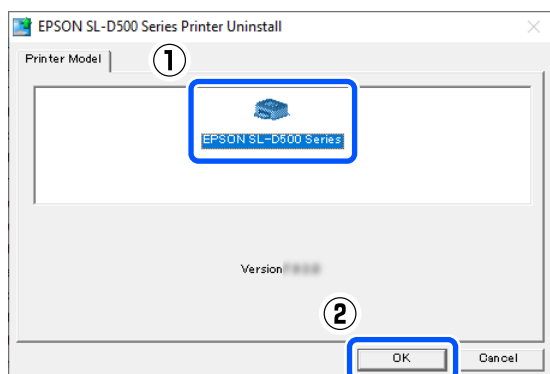 EPSON SL-D500 Series Printer Uninstall
Printer Model
①
EPSON SL-D500 Series
Version
②
OK
Cancel